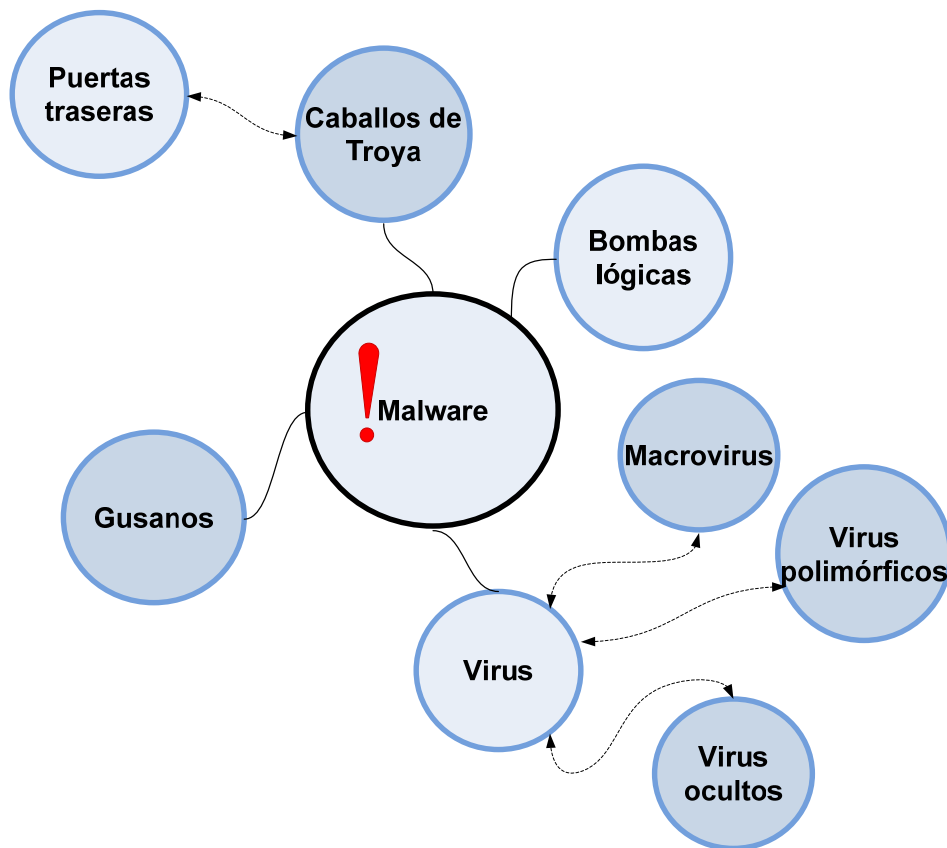 Puertas
traseras
Caballos de
Troya
Bombas
lógicas
Malware
Macrovirus
Gusanos
Virus
polimórficos
Virus
Virus
ocultos